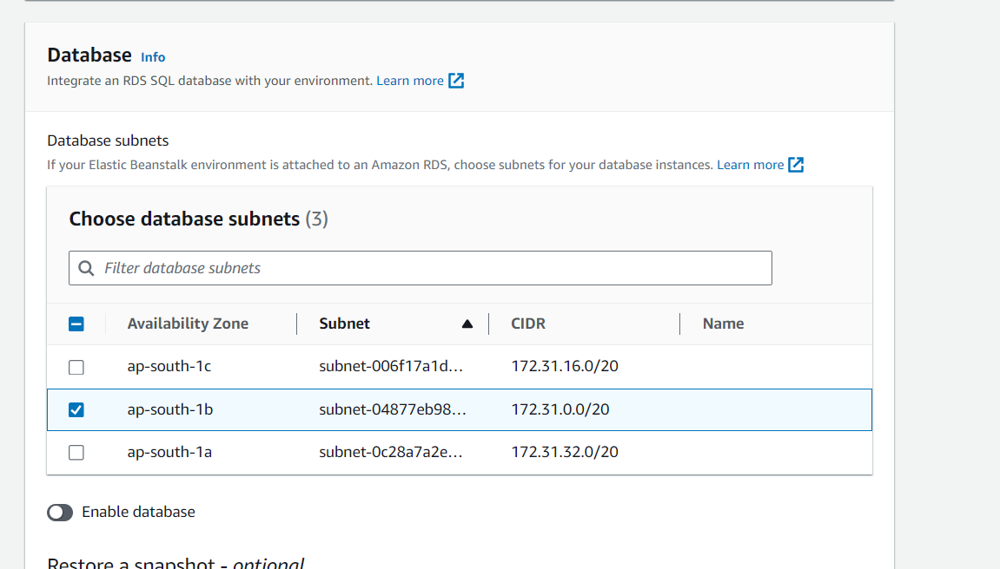 Database Info
Integrate an RDS SQL database with your environment. Learn more
Database subnets
If your Elastic Beanstalk environment is attached to an Amazon RDS, choose subnets for your database instances. Learn more
Choose database subnets (3)
Filter database subnets
Availability Zone Subnet CIDR Name
ap-south-1c subnet-006f17a1d... 172.31.16.0/20
ap-south-1b subnet-04877eb98... 172.31.0.0/20
ap-south-1a subnet-0c28a7a2e... 172.31.32.0/20
Enable database
Restore a snapshot - optional